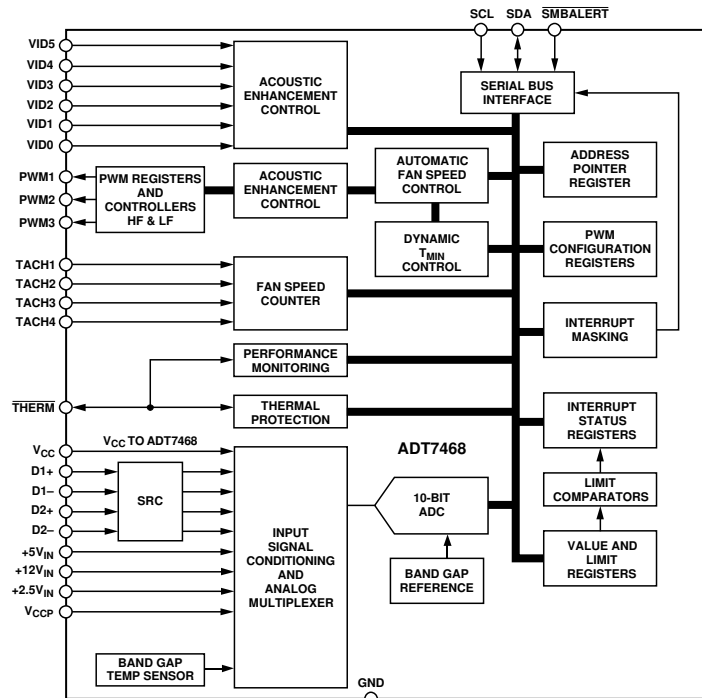 SCL SDA SMBALERT
VID5
VID4
VID3
VID2
VID1
VID0
ACOUSTIC
ENHANCEMENT
CONTROL
SERIAL BUS
INTERFACE
PWM1
PWM2
PWM3
PWM REGISTERS
AND
CONTROLLERS
HF & LF
ACOUSTIC
ENHANCEMENT
CONTROL
AUTOMATIC
FAN SPEED
CONTROL
ADDRESS
POINTER
REGISTER
DYNAMIC
TMIN
CONTROL
PWM
CONFIGURATION
REGISTERS
TACH1
TACH2
TACH3
TACH4
FAN SPEED
COUNTER
INTERRUPT
MASKING
PERFORMANCE
MONITORING
THERM
THERMAL
PROTECTION
INTERRUPT
STATUS
REGISTERS
VCC
VCC TO ADT7468
ADT7468
D1+
D1–
D2+
D2–
SRC
+5VIN
+12VIN
+2.5VIN
VCCP
INPUT
SIGNAL
CONDITIONING
AND
ANALOG
MULTIPLEXER
10-BIT
ADC
LIMIT
COMPARATORS
BAND GAP
REFERENCE
VALUE AND
LIMIT
REGISTERS
BAND GAP
TEMP SENSOR
GND